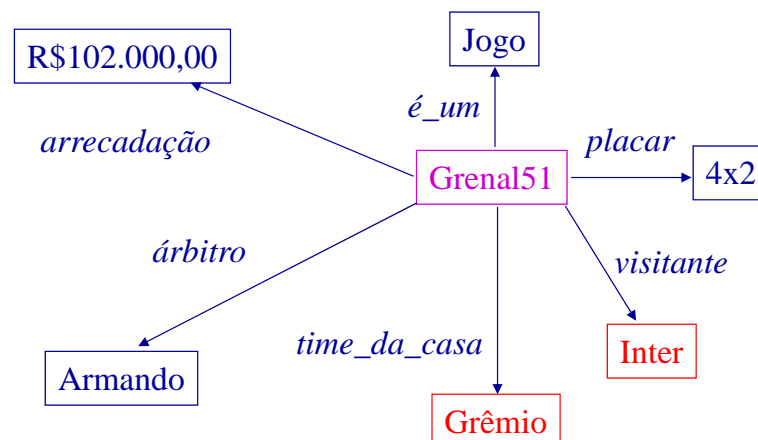 Jogo
R$102.000,00
é_um
arrecadação
placar
Grenal51
4x2
árbitro
visitante
time_da_casa
Inter
Armando
Grêmio